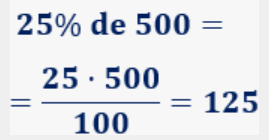 25% de 500 =
= 25 · 500 / 100 = 125